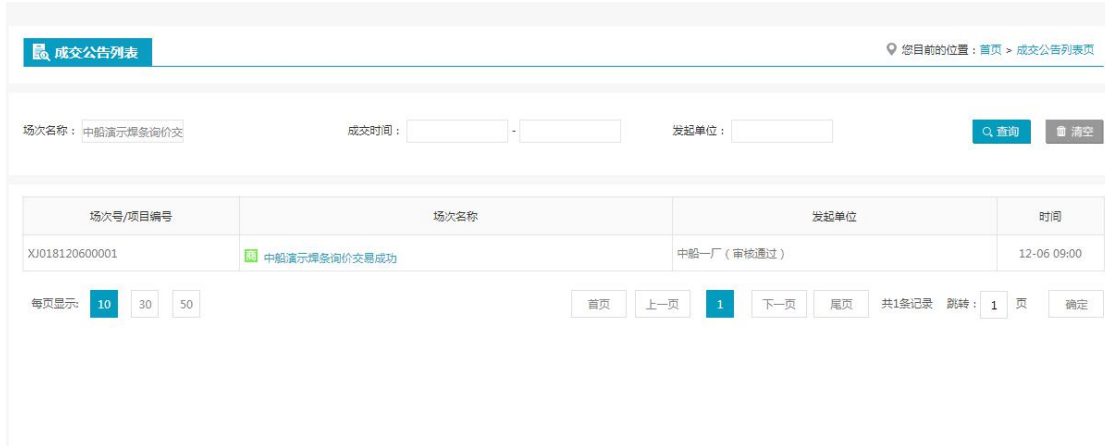 成交公告列表
您目前的位置：首页 > 成交公告列表页
场次名称： 中船演示焊条询价交 成交时间： - 发起单位： 查询 清空
场次号/项目编号 场次名称 发起单位 时间
XJ018120600001 中船演示焊条询价交易成功 中船一厂（审核通过） 12-06 09:00
每页显示: 10 30 50 首页 上一页 1 下一页 尾页 共1条记录 跳转： 1 页 确定